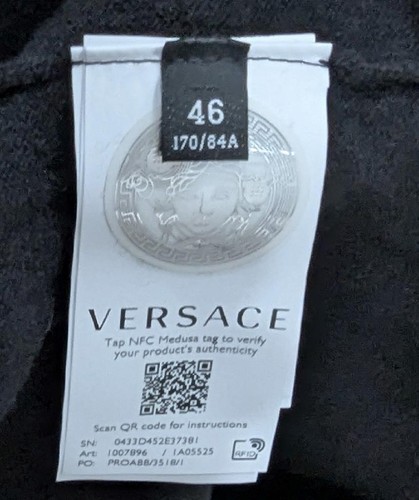 46
170/84A
VERSACE
Tap NFC Medusa tag to verify
your product's authenticity
Scan QR code for instructions
SN: 0433D452E37381
Art: 1007896 / 1A05525
PO: PROABB/3518/1
RFID